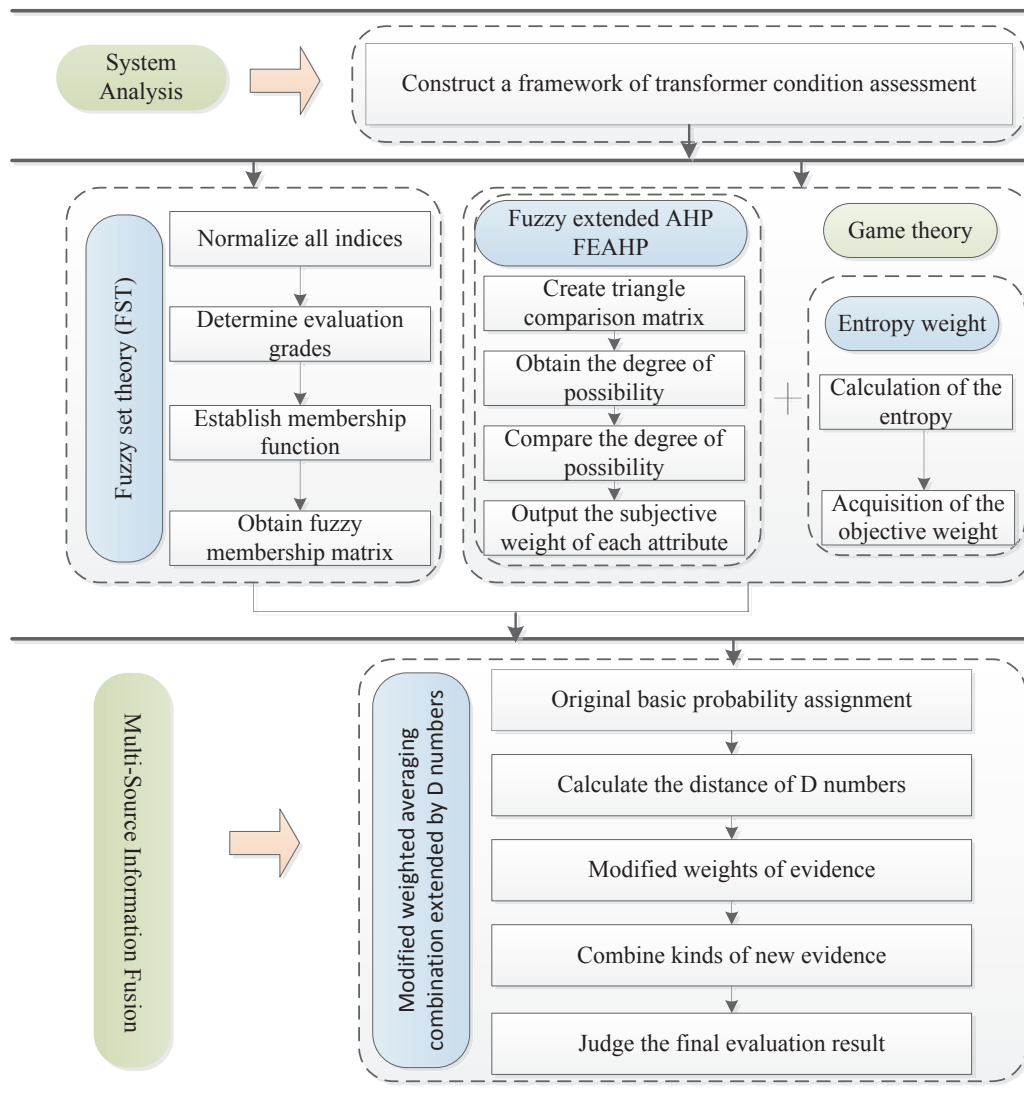 System
Analysis
Construct a framework of transformer condition assessment
Fuzzy set theory (FST)
Normalize all indices
Determine evaluation
grades
Establish membership
function
Obtain fuzzy
membership matrix
Fuzzy extended AHP
FEAHP
Create triangle
comparison matrix
Obtain the degree of
possibility
Compare the degree of
possibility
Output the subjective
weight of each attribute
+
Game theory
Entropy weight
Calculation of the
entropy
Acquisition of the
objective weight
Multi-Source Information Fusion
Modified weighted averaging
combination extended by D numbers
Original basic probability assignment
Calculate the distance of D numbers
Modified weights of evidence
Combine kinds of new evidence
Judge the final evaluation result